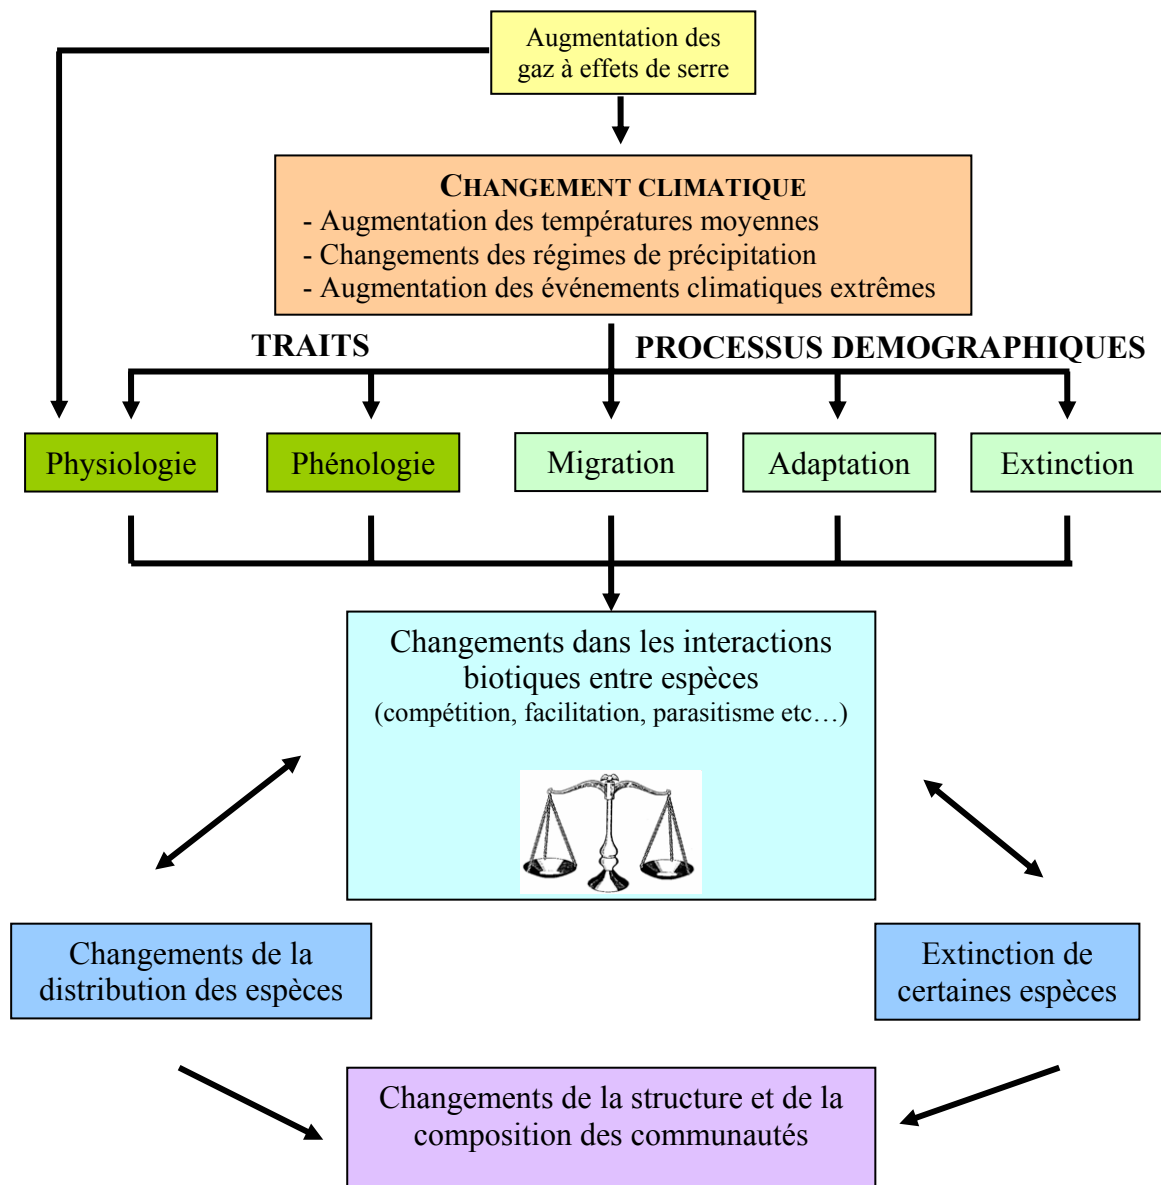 Augmentation des
gaz à effets de serre
CHANGEMENT CLIMATIQUE
- Augmentation des températures moyennes
- Changements des régimes de précipitation
- Augmentation des événements climatiques extrêmes
TRAITS
PROCESSUS DEMOGRAPHIQUES
Physiologie
Phénologie
Migration
Adaptation
Extinction
Changements dans les interactions
biotiques entre espèces
(compétition, facilitation, parasitisme etc…)
Changements de la
distribution des espèces
Extinction de
certaines espèces
Changements de la structure et de la
composition des communautés